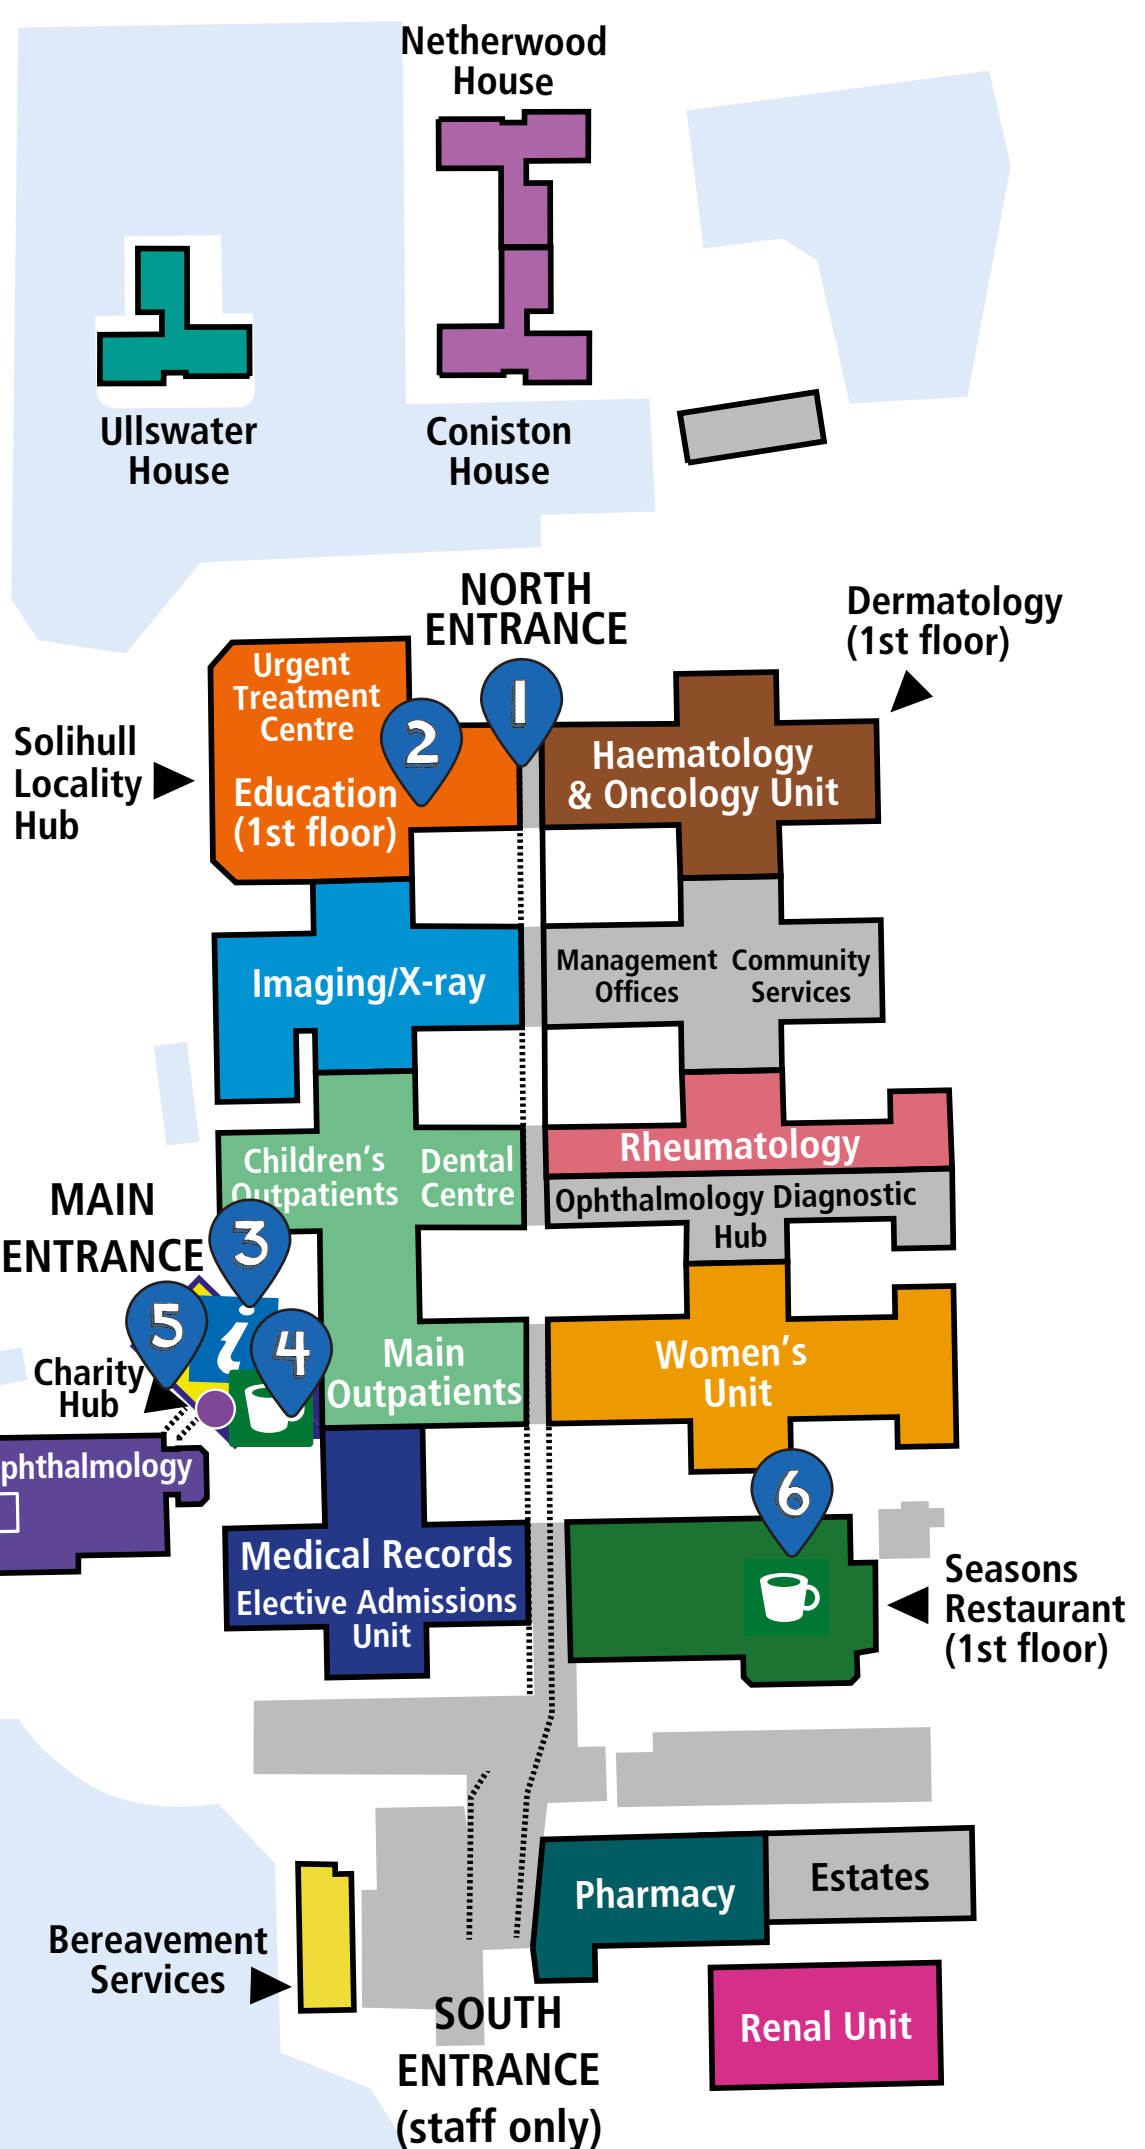 Netherwood
House
Ullswater
House
Coniston
House
NORTH
ENTRANCE
Dermatology
(1st floor)
Urgent
Treatment
Centre
1
2
Solihull
Locality
Hub
Education
(1st floor)
Haematology
& Oncology Unit
Imaging/X-ray
Management
Offices
Community
Services
Children's
Outpatients
Dental
Centre
Rheumatology
Ophthalmology Diagnostic
Hub
MAIN
ENTRANCE
3
5
i
4
Charity
Hub
Main
Outpatients
Women's
Unit
phthalmology
6
Medical Records
Elective Admissions
Unit
Seasons
Restaurant
(1st floor)
Pharmacy
Estates
Bereavement
Services
Renal Unit
SOUTH
ENTRANCE
(staff only)